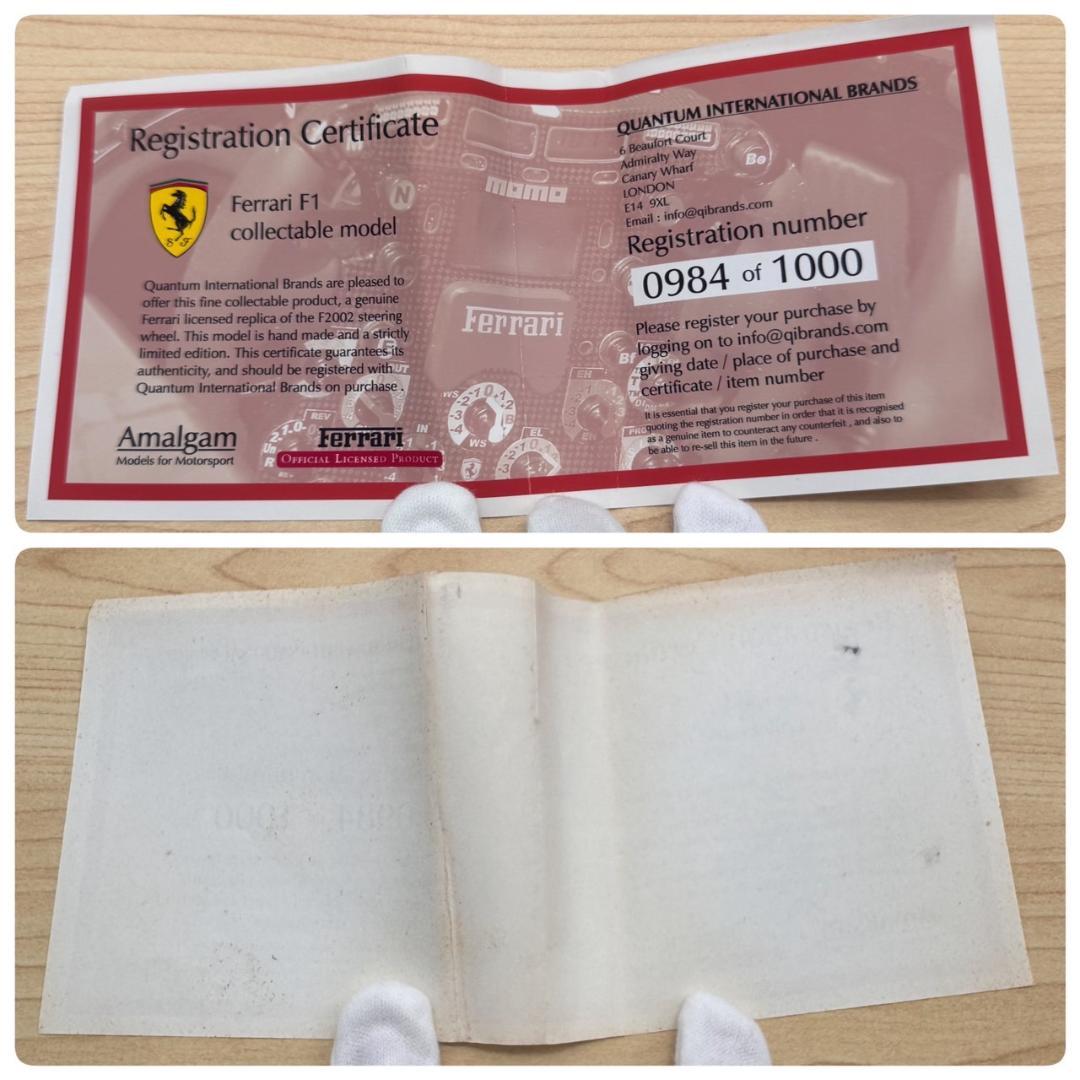 Registration Certificate
Ferrari F1
collectable model
Quantum International Brands are pleased to
offer this fine collectable product, a genuine
Ferrari licensed replica of the F2002 steering
wheel. This model is hand made and a strictly
limited edition. This certificate guarantees its
authenticity, and should be registered with
Quantum International Brands on purchase.
Amalgam
Models for Motorsport
Ferrari
OFFICIAL LICENSED PRODUCT
S F
N
momo
Ferrari
REV
IN
WS
EL
EH
Bo
Bf
QUANTUM INTERNATIONAL BRANDS
6 Beaufort Court
Admiralty Way
Canary Wharf
LONDON
E14 9XL
Email : info@qibrands.com
Registration number
0984 of 1000
Please register your purchase by
logging on to info@qibrands.com
giving date / place of purchase and
certificate / item number
It is essential that you register your purchase of this item
quoting the registration number in order that it is recognised
as a genuine item to counteract any counterfeit , and also to
be able to re-sell this item in the future .